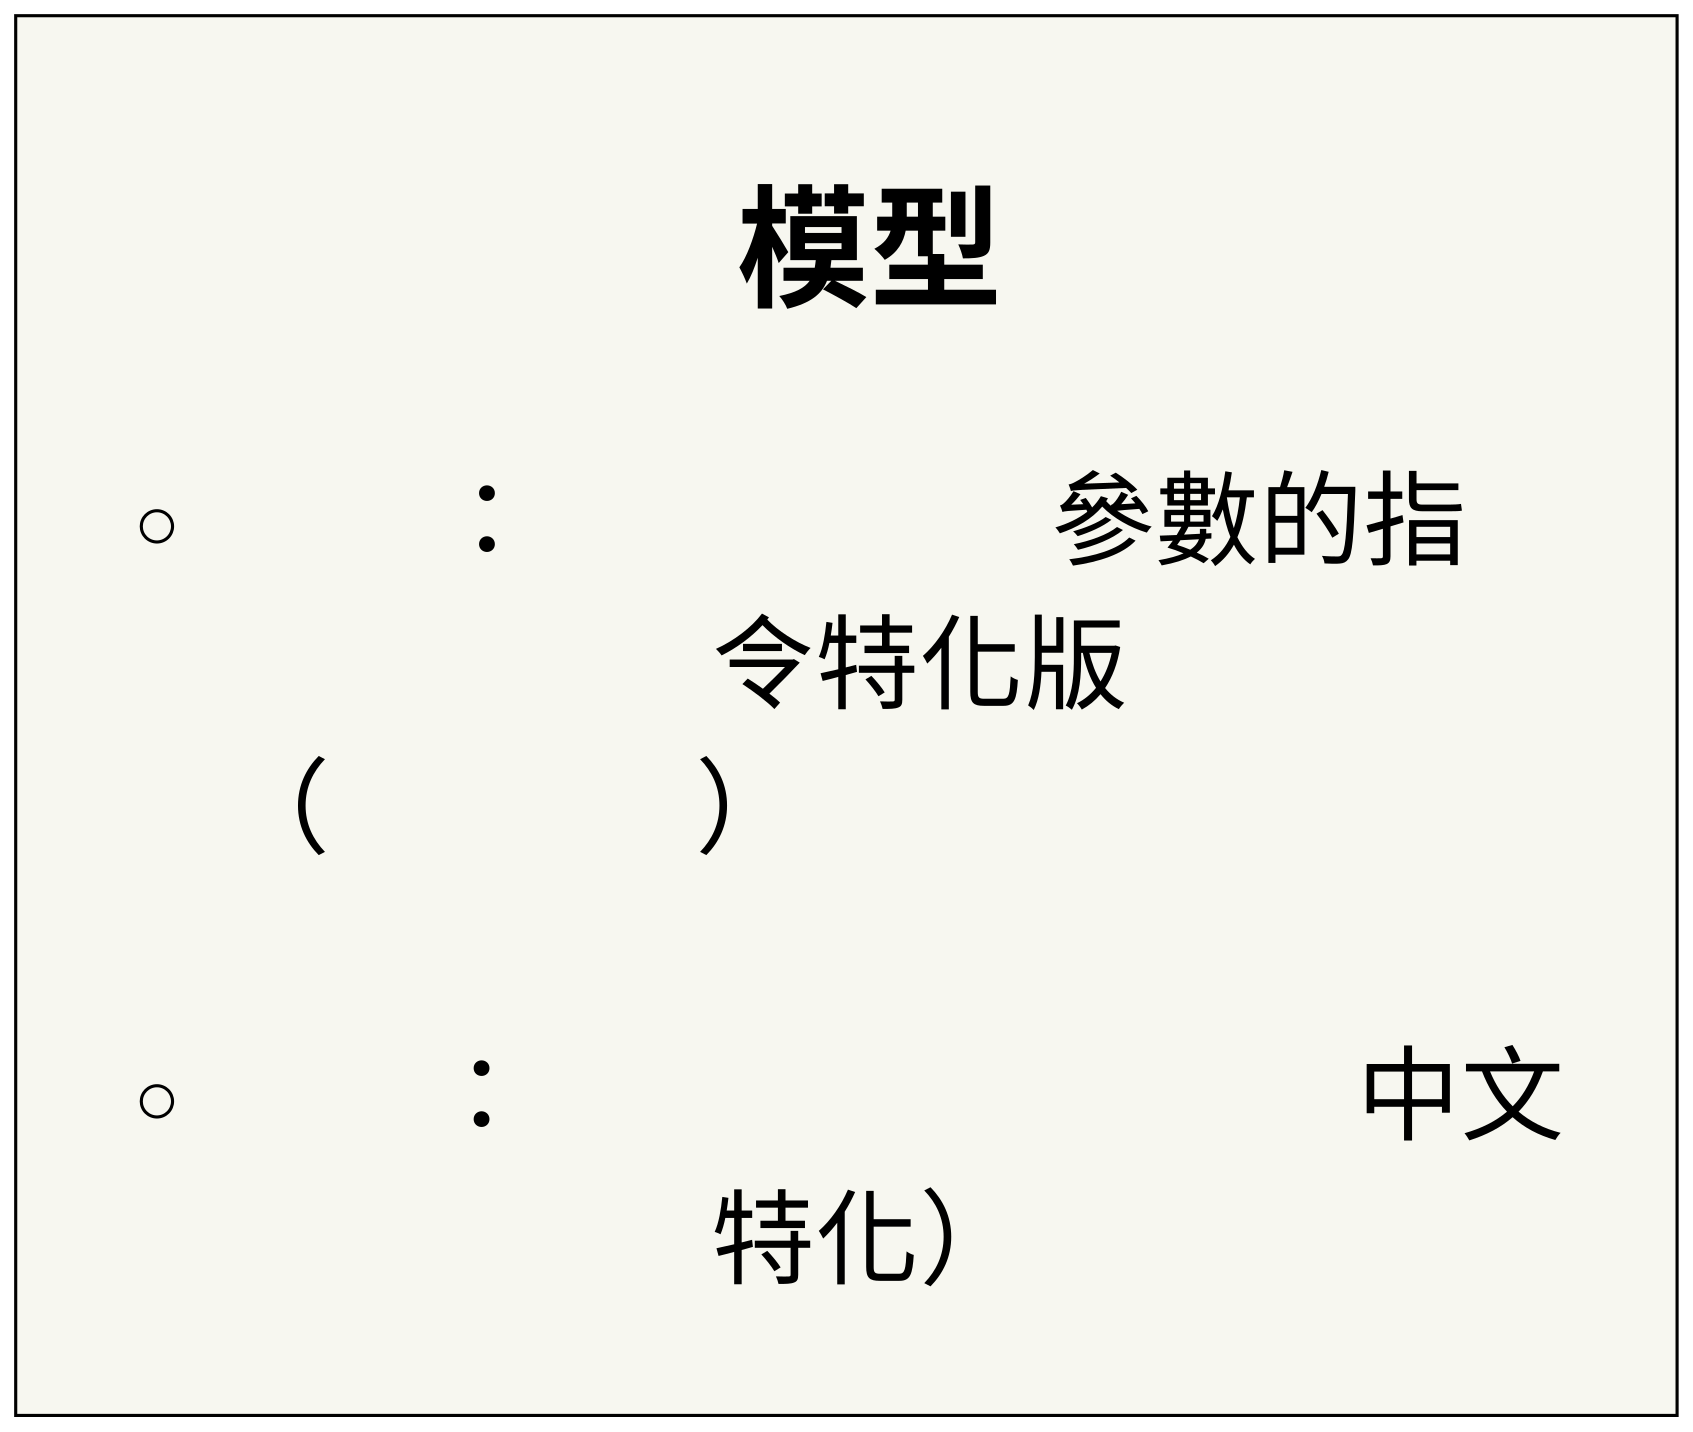 模型
○ ： 參數的指
令特化版
（ ）
○ ： 中文
特化）